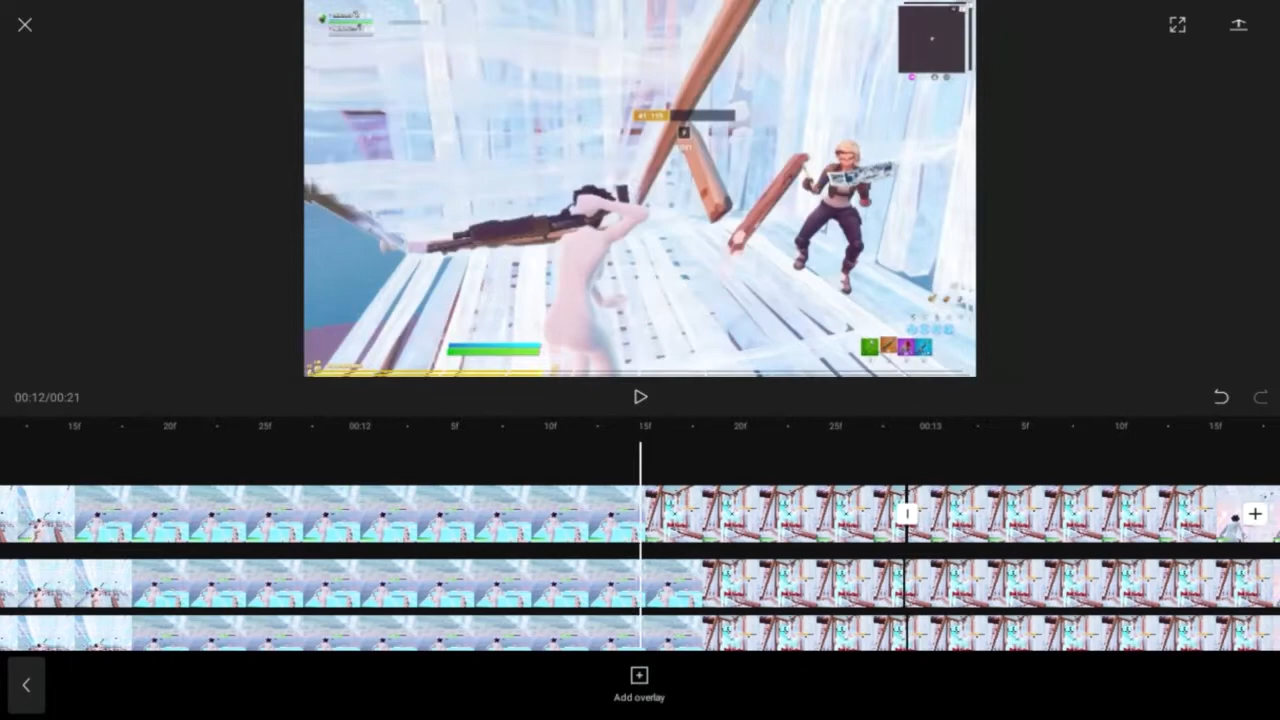 00:12/00:21
15f 20f 25f 00:12 5f 10f 15f 20f 25f 00:13 5f 10f 15f
Add overlay